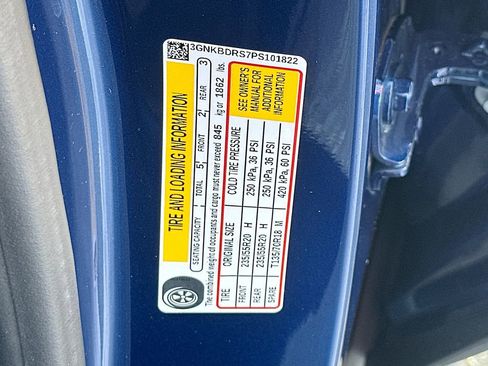 3GNKBDRS7PS101822
TIRE AND LOADING INFORMATION
SEATING CAPACITY TOTAL 5 FRONT 2 REAR 3
The combined weight of occupants and cargo must never exceed 845 kg or 1862 lbs.
TIRE ORIGINAL SIZE COLD TIRE PRESSURE
FRONT 235/55R20 H 250 kPa, 36 PSI
REAR 235/55R20 H 250 kPa, 36 PSI
SPARE T135/70R18 M 420 kPa, 60 PSI
SEE OWNER'S
MANUAL FOR
ADDITIONAL
INFORMATION